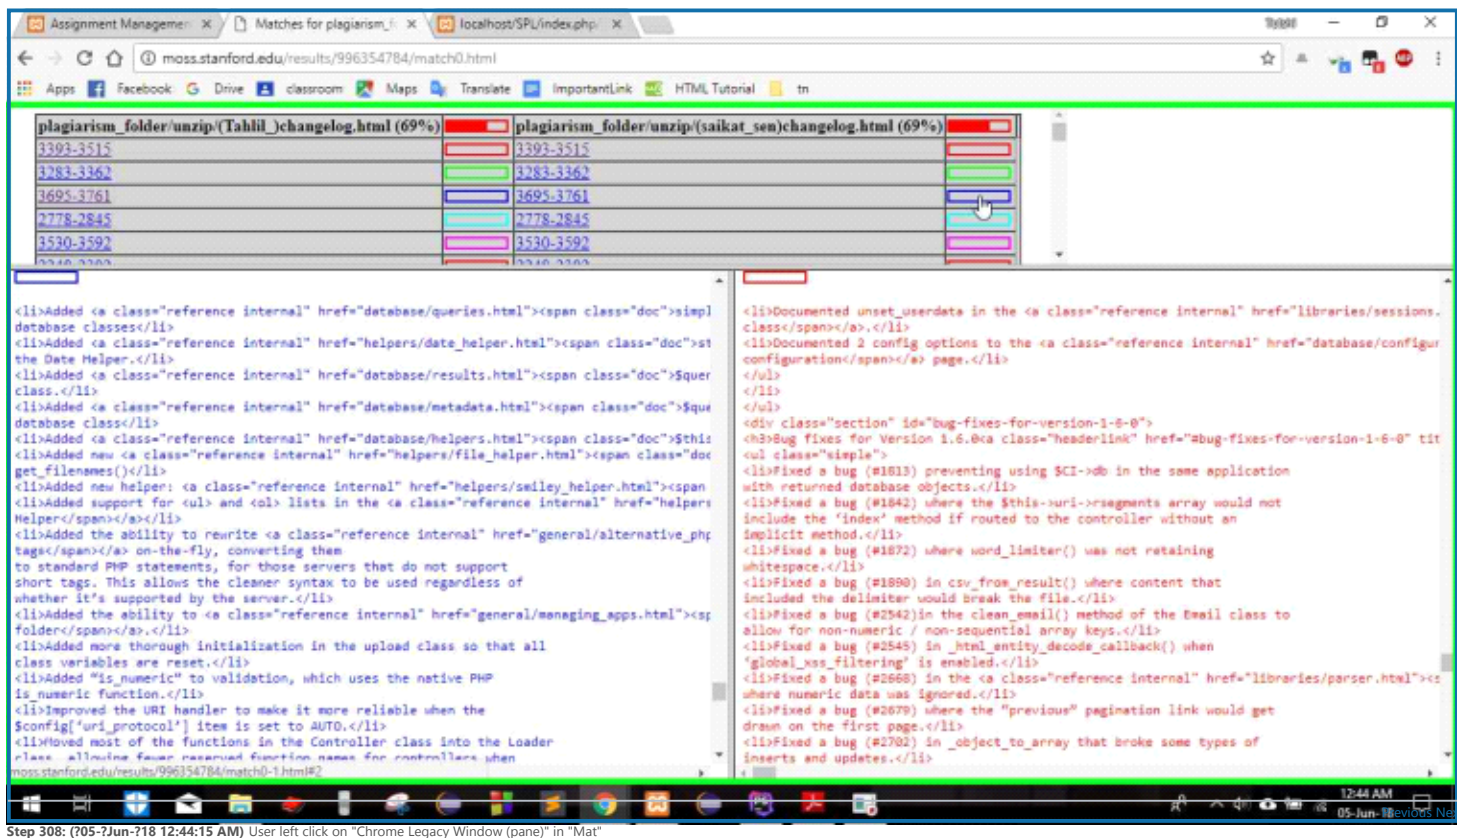 Assignment Managemen
Matches for plagiarism_f
localhost/SPL/index.php
moss.stanford.edu/results/996354784/match0.html
Apps Facebook Drive classroom Maps Translate ImportantLink HTML Tutorial tn
plagiarism_folder/unzip/(Tahlil_)changelog.html (69%) plagiarism_folder/unzip/(saikat_sen)changelog.html (69%)
3393-3515 3393-3515
3283-3362 3283-3362
3695-3761 3695-3761
2778-2845 2778-2845
3530-3592 3530-3592
<li>Added <a class="reference internal" href="database/queries.html"><span class="doc">simpl
database classes</li>
<li>Added <a class="reference internal" href="helpers/date_helper.html"><span class="doc">st
the Date Helper.</li>
<li>Added <a class="reference internal" href="database/results.html"><span class="doc">$quer
class.</li>
<li>Added <a class="reference internal" href="database/metadata.html"><span class="doc">$que
database class</li>
<li>Added <a class="reference internal" href="database/helpers.html"><span class="doc">$this
<li>Added new <a class="reference internal" href="helpers/file_helper.html"><span class="doc
get_filenames()</li>
<li>Added new helper: <a class="reference internal" href="helpers/smiley_helper.html"><span
<li>Added support for <ul> and <ol> lists in the <a class="reference internal" href="helpers
Helper</span></a></li>
<li>Added the ability to rewrite <a class="reference internal" href="general/alternative_php
tags</span></a> on-the-fly, converting them
to standard PHP statements, for those servers that do not support
short tags. This allows the cleaner syntax to be used regardless of
whether it's supported by the server.</li>
<li>Added the ability to <a class="reference internal" href="general/managing_apps.html"><sp
folder</span></a>.</li>
<li>Added more thorough initialization in the upload class so that all
class variables are reset.</li>
<li>Added “is_numeric” to validation, which uses the native PHP
is_numeric function.</li>
<li>Improved the URI handler to make it more reliable when the
$config['uri_protocol'] item is set to AUTO.</li>
<li>Moved most of the functions in the Controller class into the Loader
class, allowing fewer reserved function names for controllers when
moss.stanford.edu/results/996354784/match0-1.html#2
<li>Documented unset_userdata in the <a class="reference internal" href="libraries/sessions.
class</span></a>.</li>
<li>Documented 2 config options to the <a class="reference internal" href="database/configur
configuration</span></a> page.</li>
</ul>
</li>
</ul>
<div class="section" id="bug-fixes-for-version-1-6-0">
<h3>Bug fixes for Version 1.6.0<a class="headerlink" href="#bug-fixes-for-version-1-6-0" tit
<ul class="simple">
<li>Fixed a bug (#1813) preventing using $CI->db in the same application
with returned database objects.</li>
<li>Fixed a bug (#1842) where the $this->uri->rsegments array would not
include the ‘index’ method if routed to the controller without an
implicit method.</li>
<li>Fixed a bug (#1872) where word_limiter() was not retaining
whitespace.</li>
<li>Fixed a bug (#1890) in csv_from_result() where content that
included the delimiter would break the file.</li>
<li>Fixed a bug (#2542)in the clean_email() method of the Email class to
allow for non-numeric / non-sequential array keys.</li>
<li>Fixed a bug (#2545) in _html_entity_decode_callback() when
‘global_xss_filtering’ is enabled.</li>
<li>Fixed a bug (#2668) in the <a class="reference internal" href="libraries/parser.html"><s
where numeric data was ignored.</li>
<li>Fixed a bug (#2679) where the “previous” pagination link would get
drawn on the first page.</li>
<li>Fixed a bug (#2702) in _object_to_array that broke some types of
inserts and updates.</li>
12:44 AM
05-Jun-18
Step 308: (?05-?Jun-?18 12:44:15 AM) User left click on "Chrome Legacy Window (pane)" in "Mat"